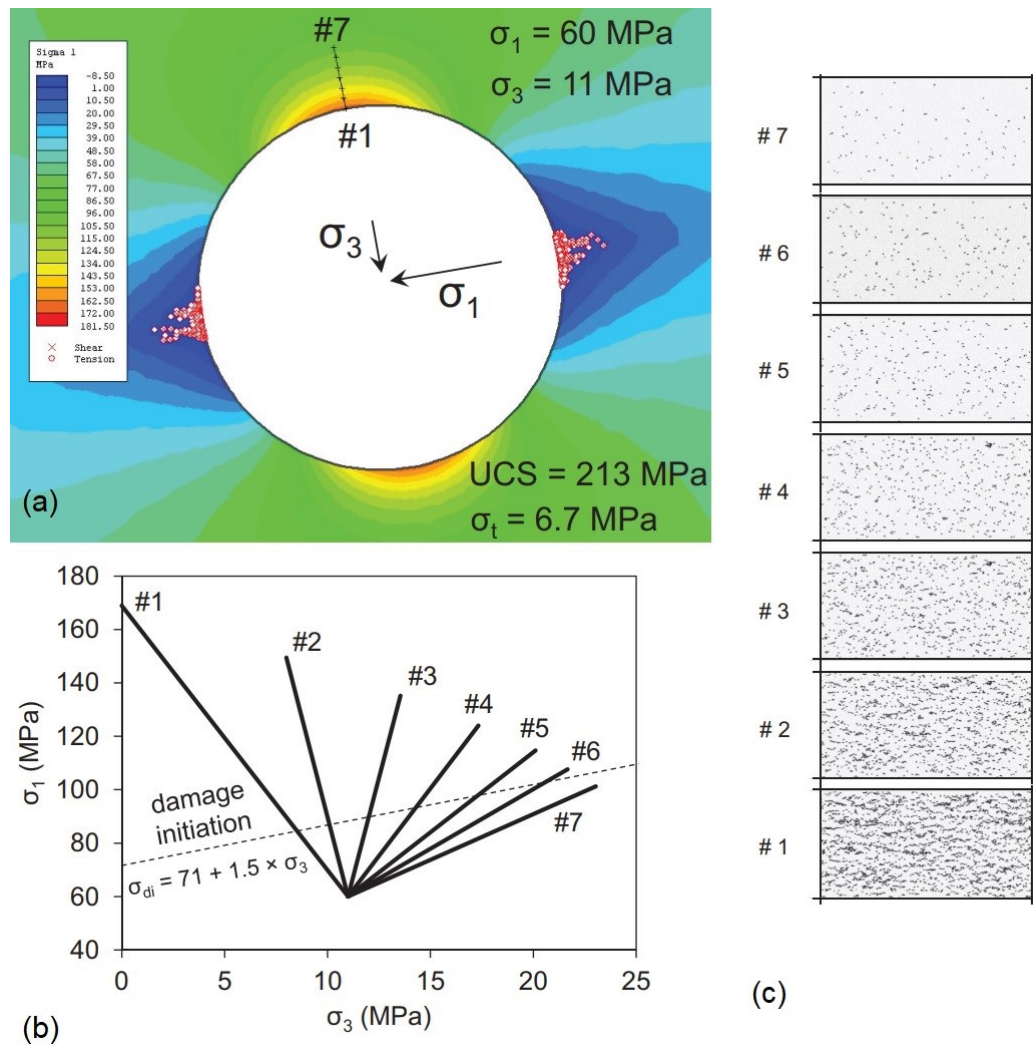 #7
σ1 = 60 MPa
σ3 = 11 MPa
Sigma 1
MPa
-8.50
1.00
10.50
20.00
29.50
39.00
48.50
58.00
67.50
77.00
86.50
96.00
105.50
115.00
124.50
134.00
143.50
153.00
162.50
172.00
181.50
× Shear
○ Tension
#1
σ3
σ1
UCS = 213 MPa
σt = 6.7 MPa
(a)
180
160
140
120
100
80
60
40
σ1 (MPa)
#1
#2
#3
#4
#5
#6
#7
damage
initiation
σdi = 71 + 1.5 × σ3
0
5
10
15
20
25
σ3 (MPa)
(b)
# 7
# 6
# 5
# 4
# 3
# 2
# 1
(c)